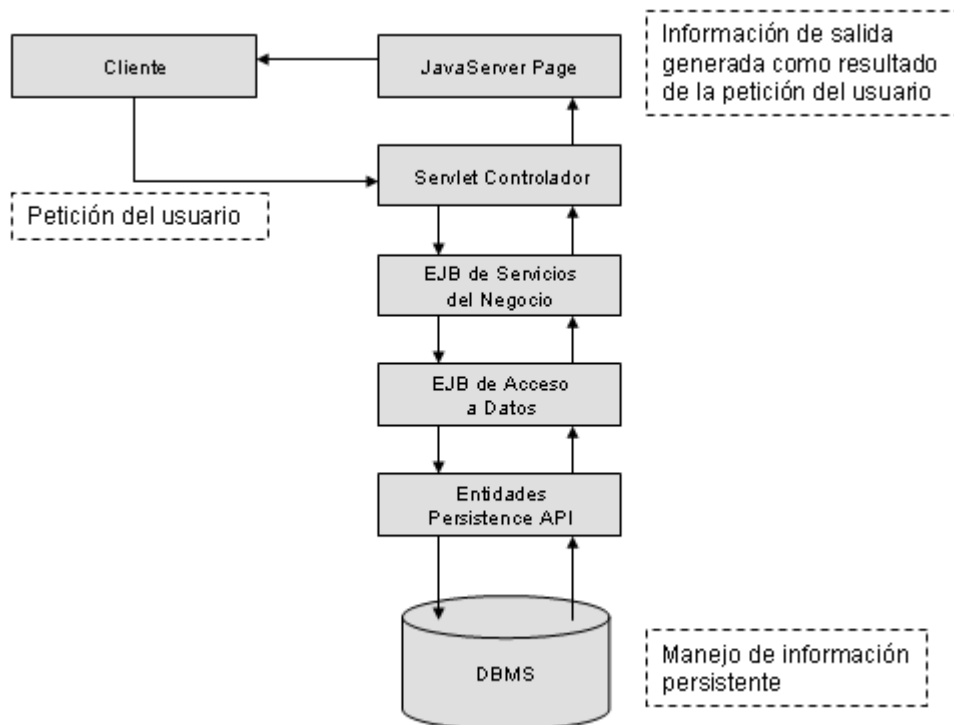 Cliente
JavaServer Page
Información de salida
generada como resultado
de la petición del usuario
Servlet Controlador
Petición del usuario
EJB de Servicios
del Negocio
EJB de Acceso
a Datos
Entidades
Persistence API
DBMS
Manejo de información
persistente